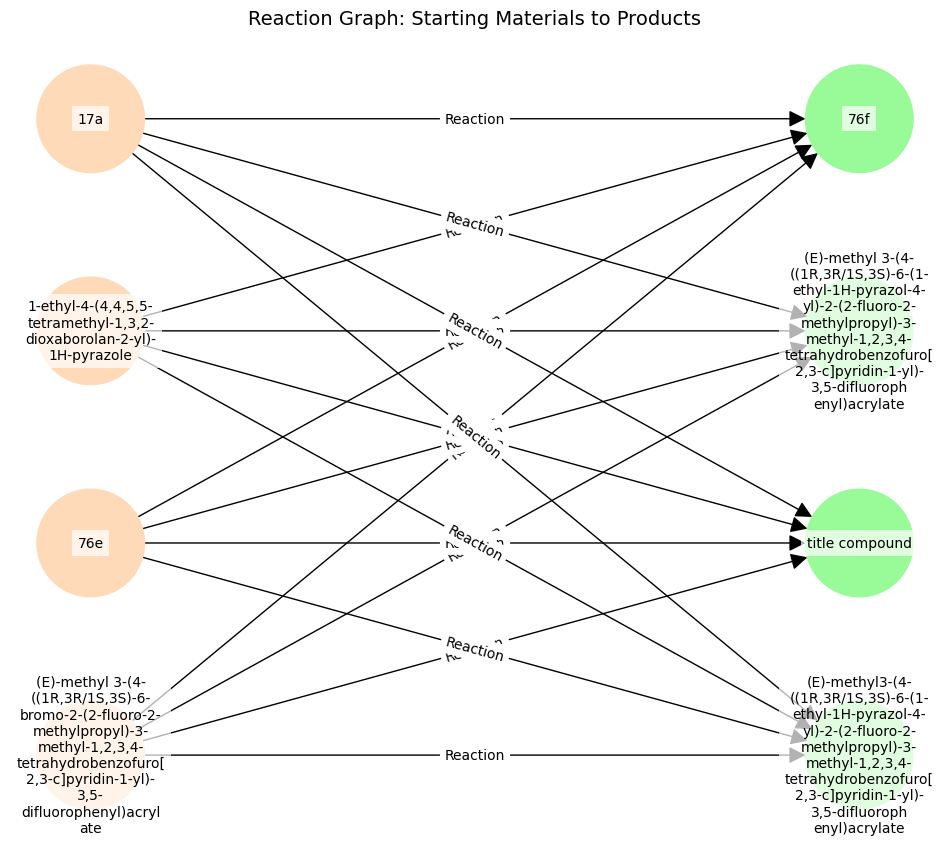 Reaction Graph: Starting Materials to Products
17a
Reaction
76f
Reaction
1-ethyl-4-(4,4,5,5-
tetramethyl-1,3,2-
dioxaborolan-2-yl)-
1H-pyrazole
Reaction
(E)-methyl 3-(4-
((1R,3R/1S,3S)-6-(1-
ethyl-1H-pyrazol-4-
yl)-2-(2-fluoro-2-
methylpropyl)-3-
methyl-1,2,3,4-
tetrahydrobenzofuro[
2,3-c]pyridin-1-yl)-
3,5-difluoroph
enyl)acrylate
Reaction
76e
Reaction
title compound
Reaction
(E)-methyl 3-(4-
((1R,3R/1S,3S)-6-
bromo-2-(2-fluoro-2-
methylpropyl)-3-
methyl-1,2,3,4-
tetrahydrobenzofuro[
2,3-c]pyridin-1-yl)-
3,5-
difluorophenyl)acryl
ate
Reaction
(E)-methyl3-(4-
((1R,3R/1S,3S)-6-(1-
ethyl-1H-pyrazol-4-
yl)-2-(2-fluoro-2-
methylpropyl)-3-
methyl-1,2,3,4-
tetrahydrobenzofuro[
2,3-c]pyridin-1-yl)-
3,5-difluoroph
enyl)acrylate